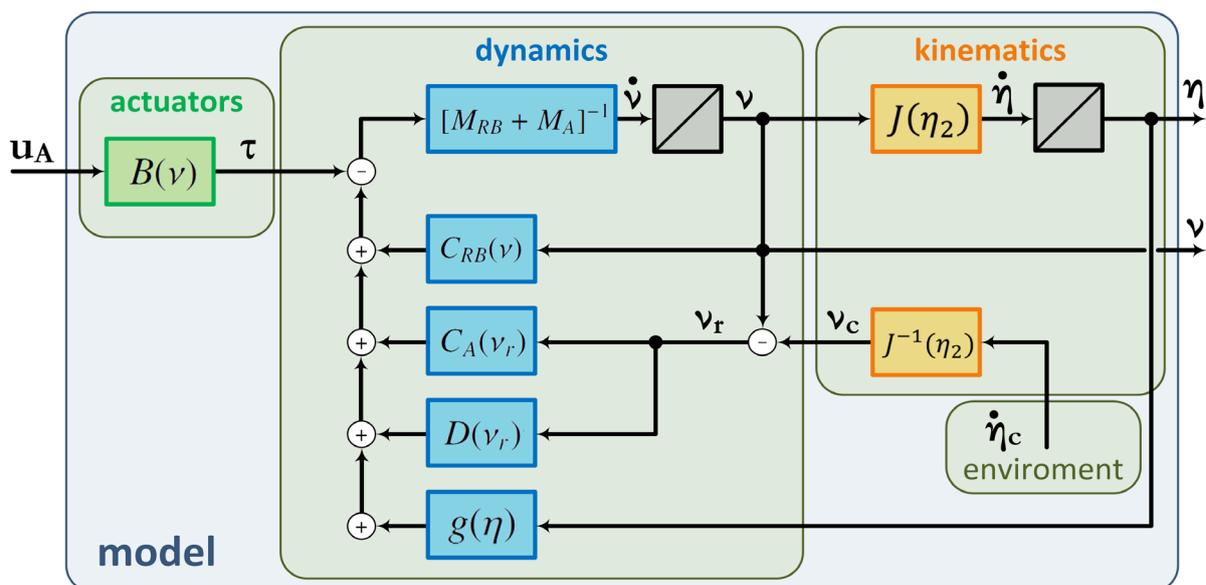 dynamics
kinematics
actuators
[M_RB + M_A]^-1
ν̇
ν
J(η_2)
η̇
η
u_A
B(ν)
τ
-
C_RB(ν)
+
ν
C_A(ν_r)
+
ν_r
-
ν_c
J^-1(η_2)
D(ν_r)
+
η̇_c
enviroment
g(η)
+
model